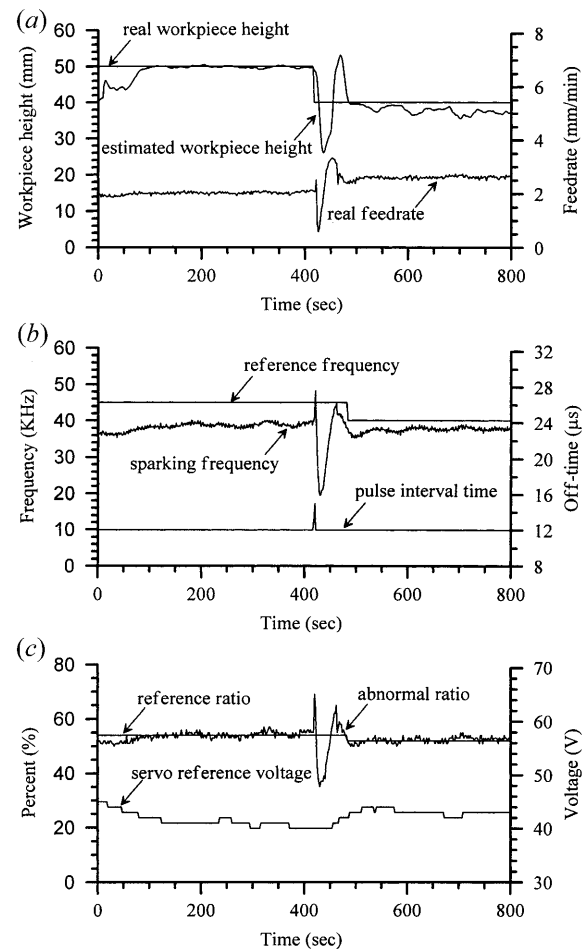 (a)
real workpiece height
60
50
40
30
20
10
0
Workpiece height (mm)
estimated workpiece height
real feedrate
8
6
4
2
0
Feedrate (mm/min)
0 200 400 600 800
Time (sec)
(b)
60
50
40
30
20
10
0
Frequency (KHz)
reference frequency
sparking frequency
pulse interval time
32
28
24
20
16
12
8
Off-time (μs)
0 200 400 600 800
Time (sec)
(c)
80
60
40
20
0
Percent (%)
reference ratio
abnormal ratio
servo reference voltage
70
60
50
40
30
Voltage (V)
0 200 400 600 800
Time (sec)